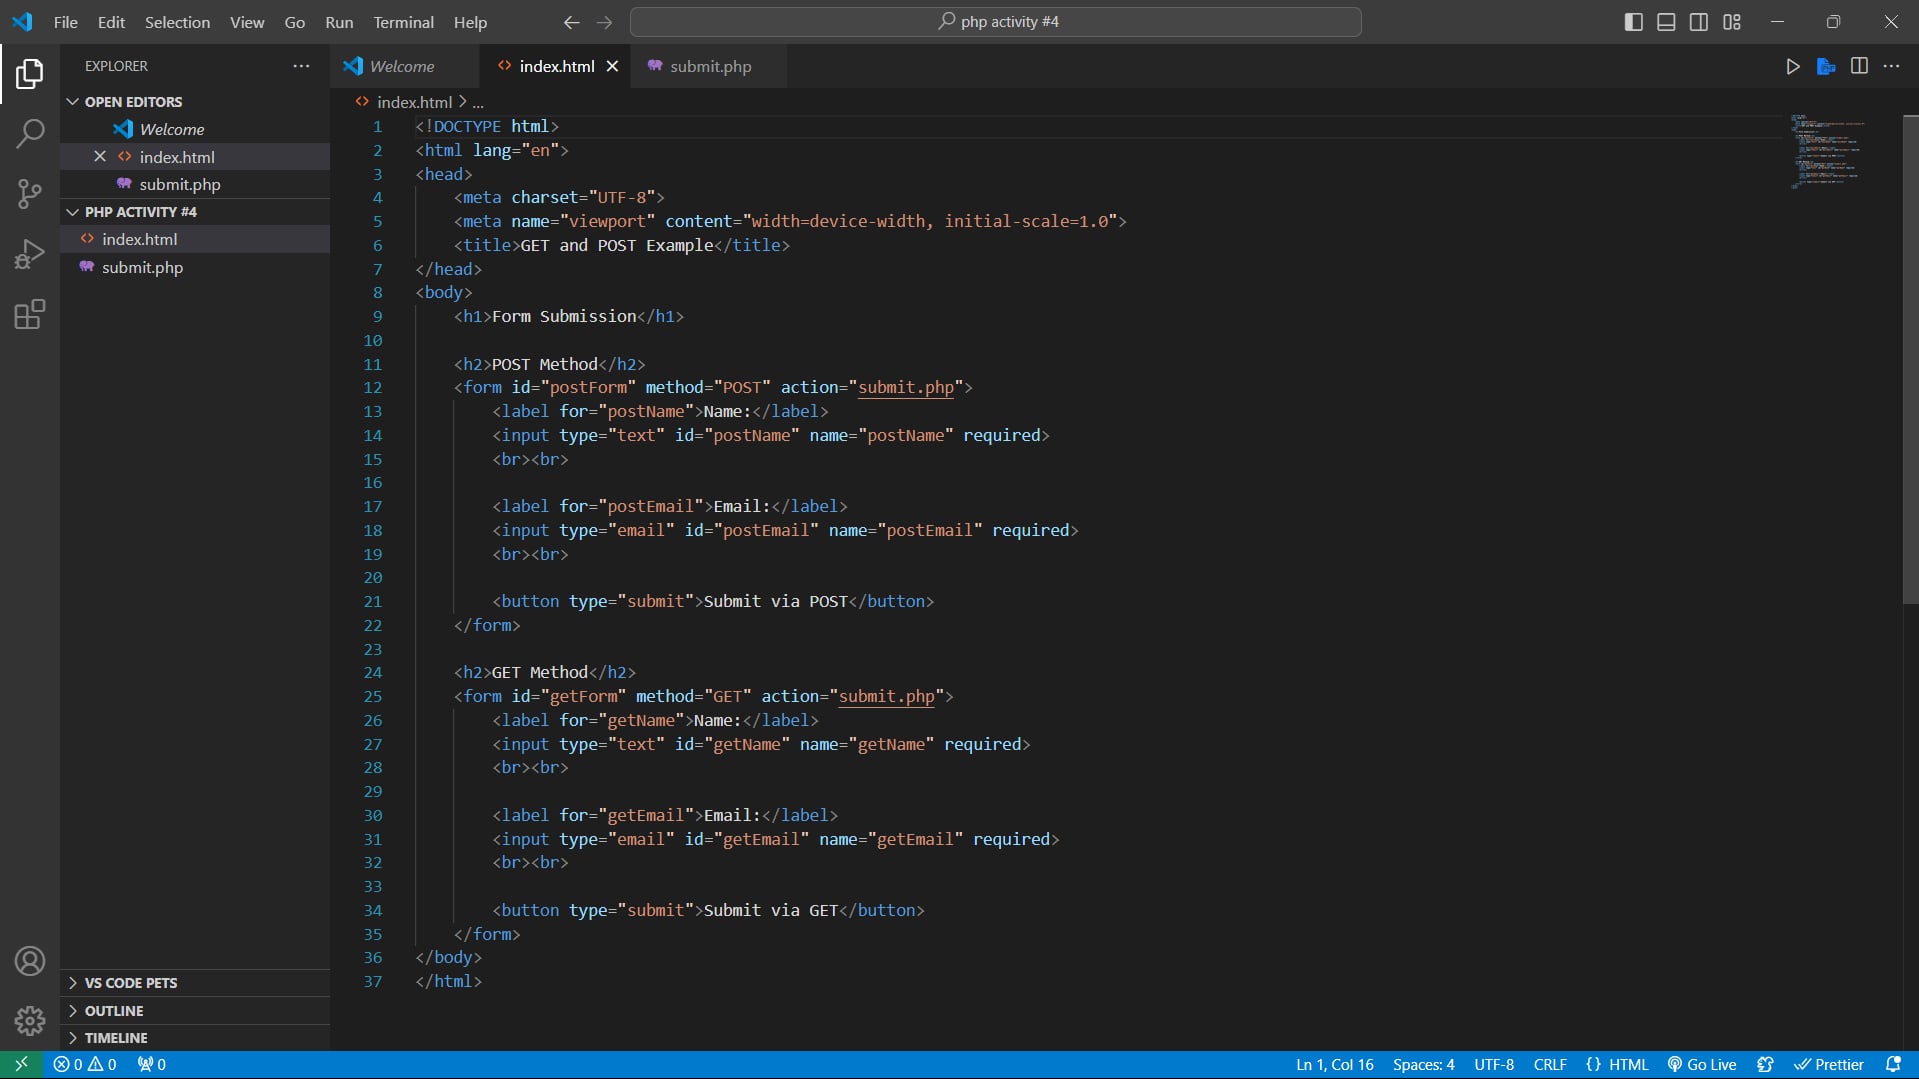 File Edit Selection View Go Run Terminal Help
php activity #4
EXPLORER
OPEN EDITORS
Welcome
index.html
submit.php
PHP ACTIVITY #4
index.html
submit.php
VS CODE PETS
OUTLINE
TIMELINE
Welcome index.html submit.php
index.html > ...
1 <!DOCTYPE html>
2 <html lang="en">
3 <head>
4 <meta charset="UTF-8">
5 <meta name="viewport" content="width=device-width, initial-scale=1.0">
6 <title>GET and POST Example</title>
7 </head>
8 <body>
9 <h1>Form Submission</h1>
10
11 <h2>POST Method</h2>
12 <form id="postForm" method="POST" action="submit.php">
13 <label for="postName">Name:</label>
14 <input type="text" id="postName" name="postName" required>
15 <br><br>
16
17 <label for="postEmail">Email:</label>
18 <input type="email" id="postEmail" name="postEmail" required>
19 <br><br>
20
21 <button type="submit">Submit via POST</button>
22 </form>
23
24 <h2>GET Method</h2>
25 <form id="getForm" method="GET" action="submit.php">
26 <label for="getName">Name:</label>
27 <input type="text" id="getName" name="getName" required>
28 <br><br>
29
30 <label for="getEmail">Email:</label>
31 <input type="email" id="getEmail" name="getEmail" required>
32 <br><br>
33
34 <button type="submit">Submit via GET</button>
35 </form>
36 </body>
37 </html>
0 0 0 Ln 1, Col 16 Spaces: 4 UTF-8 CRLF {} HTML Go Live Prettier